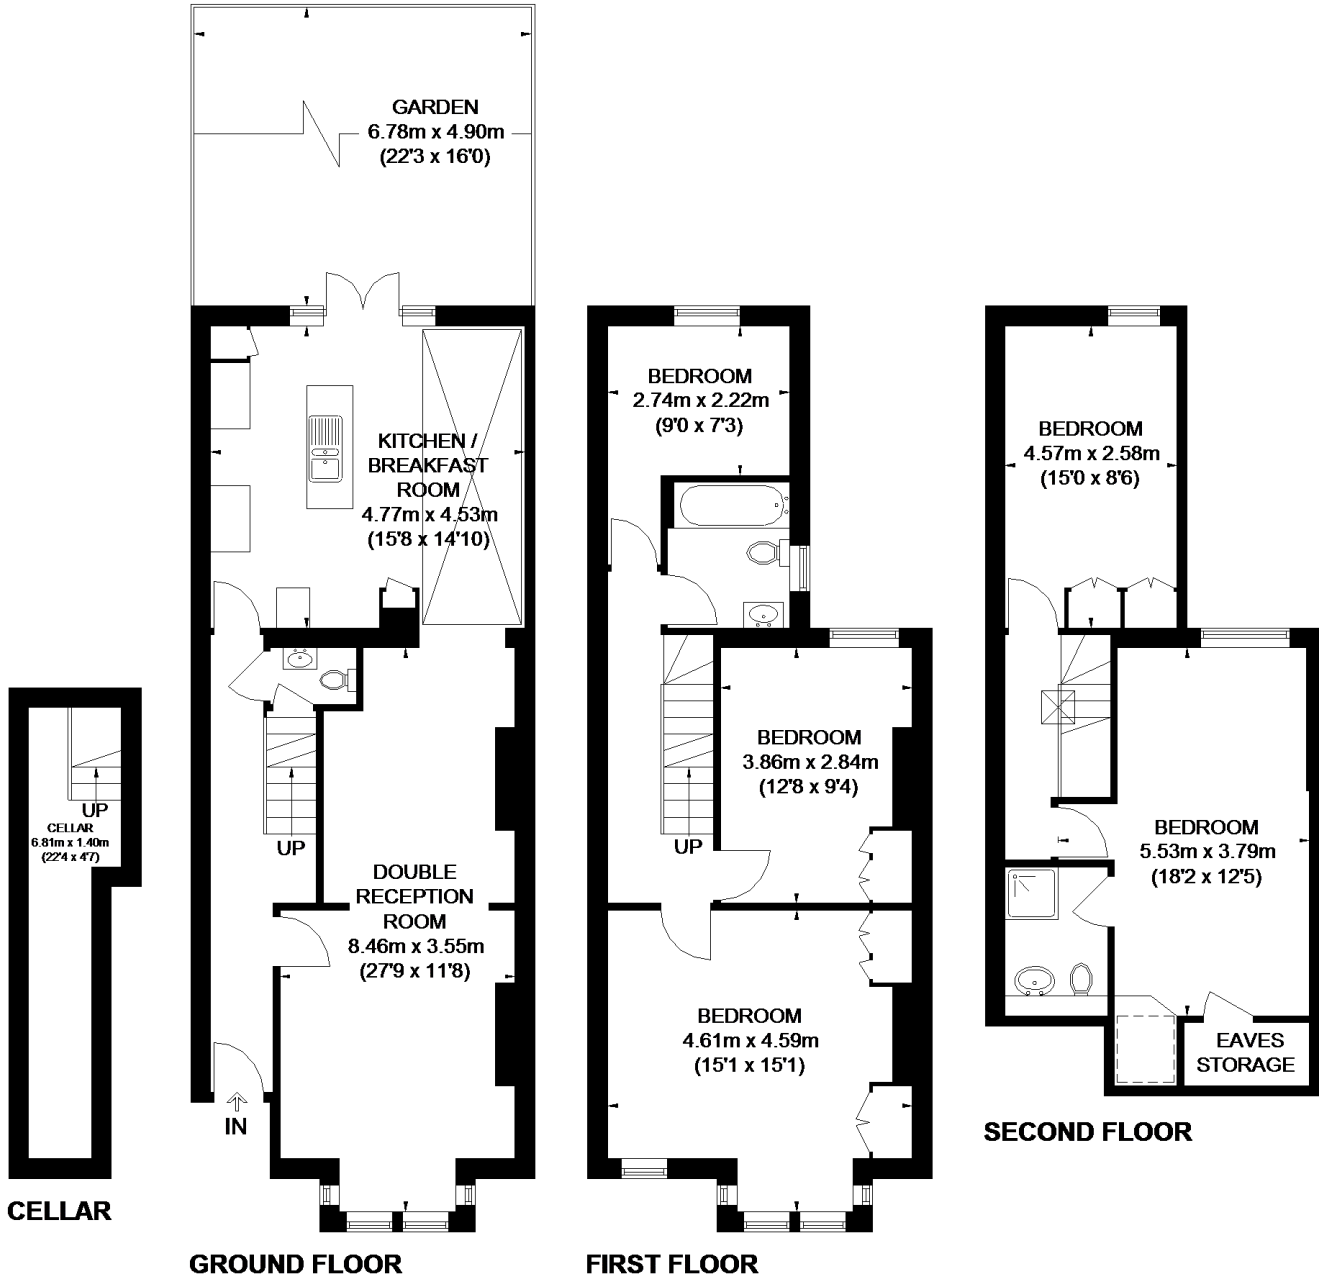 GARDEN
6.78m x 4.90m
(22'3 x 16'0)
KITCHEN /
BREAKFAST
ROOM
4.77m x 4.53m
(15'8 x 14'10)
DOUBLE
RECEPTION
ROOM
8.46m x 3.55m
(27'9 x 11'8)
UP
IN
GROUND FLOOR
UP
CELLAR
6.81m x 1.40m
(22'4 x 4'7)
CELLAR
BEDROOM
2.74m x 2.22m
(9'0 x 7'3)
BEDROOM
3.86m x 2.84m
(12'8 x 9'4)
UP
BEDROOM
4.61m x 4.59m
(15'1 x 15'1)
FIRST FLOOR
BEDROOM
4.57m x 2.58m
(15'0 x 8'6)
BEDROOM
5.53m x 3.79m
(18'2 x 12'5)
EAVES
STORAGE
SECOND FLOOR